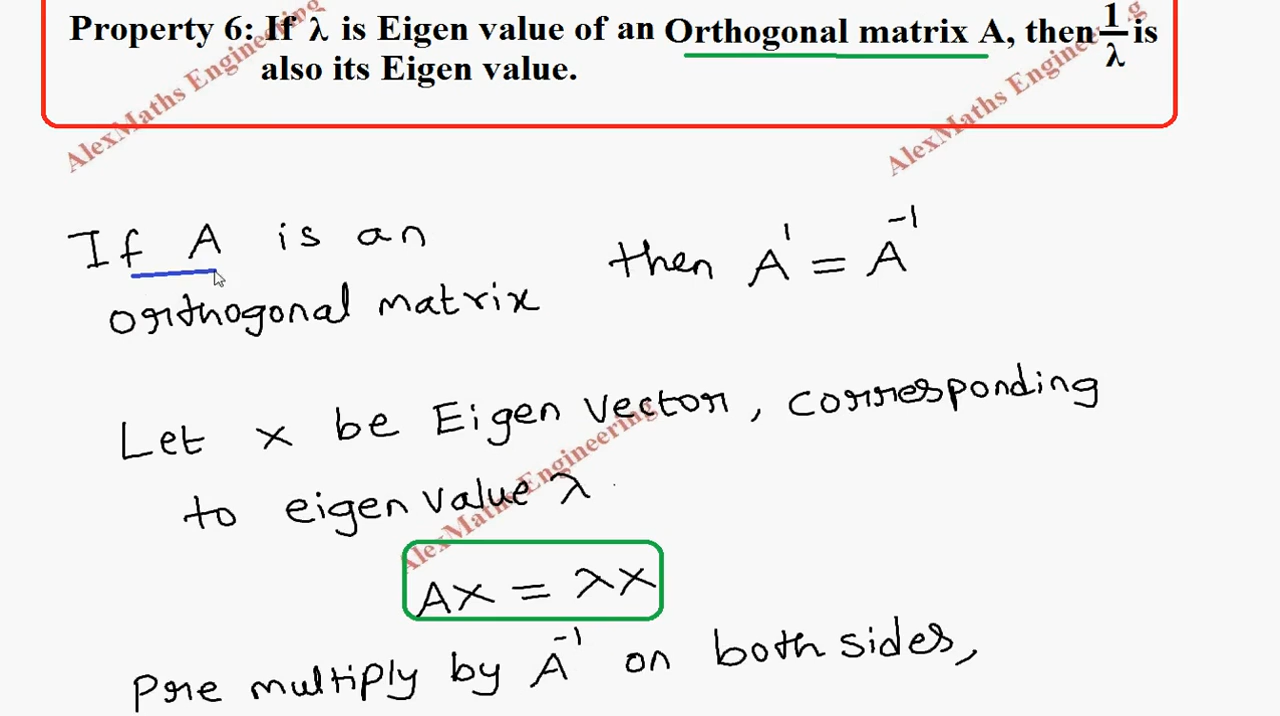 Property 6: If λ is Eigen value of an Orthogonal matrix A, then 1/λ is
also its Eigen value.
AlexMaths Engineering
AlexMaths Engineering
If A is an
orthogonal matrix
then A' = A⁻¹
Let x be Eigen vector, corresponding
to eigen value λ
AlexMaths Engineering
AX = λX
Pre multiply by A⁻¹ on both sides,